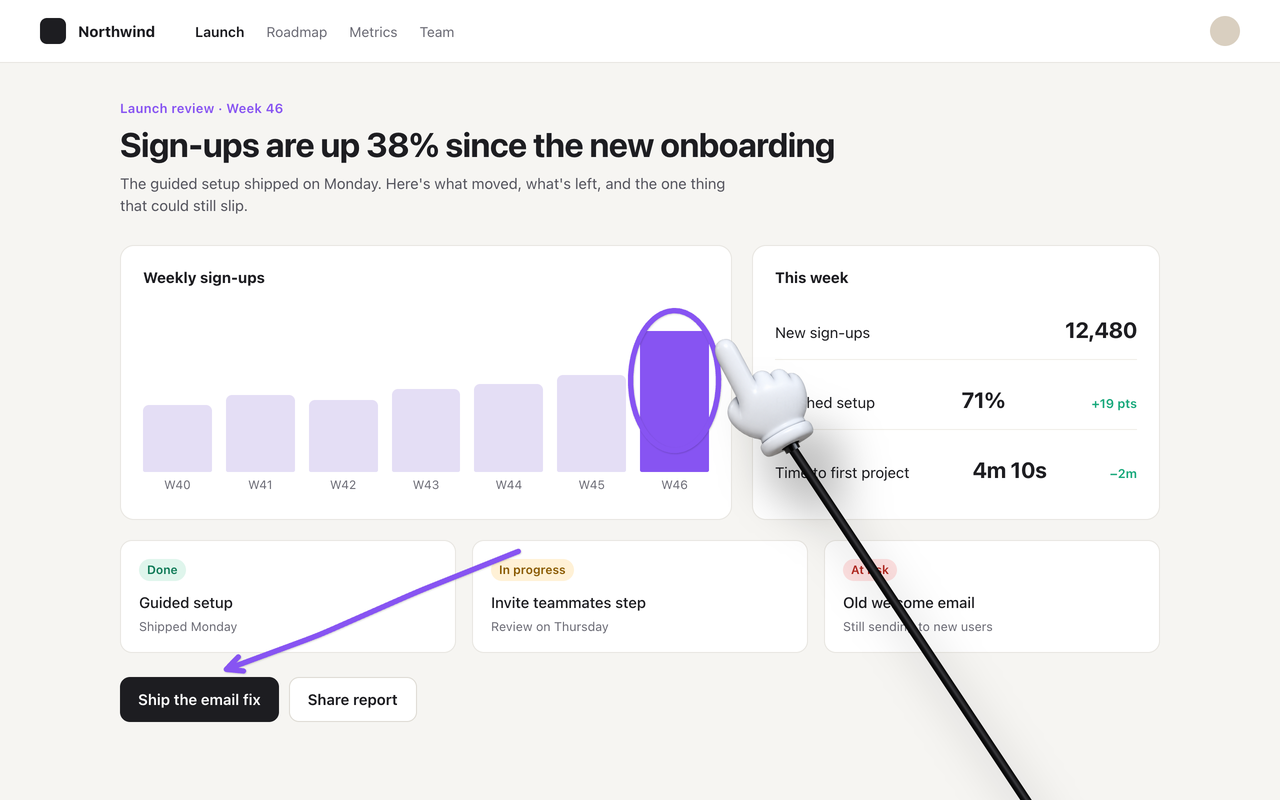 Northwind
Launch
Roadmap
Metrics
Team
Launch review · Week 46
Sign-ups are up 38% since the new onboarding
The guided setup shipped on Monday. Here's what moved, what's left, and the one thing
that could still slip.
Weekly sign-ups
W40
W41
W42
W43
W44
W45
W46
This week
New sign-ups
12,480
setup
71%
+19 pts
Time to first project
4m 10s
−2m
Done
Guided setup
Shipped Monday
In progress
Invite teammates step
Review on Thursday
At risk
Old welcome email
Still sending to new users
Ship the email fix
Share report